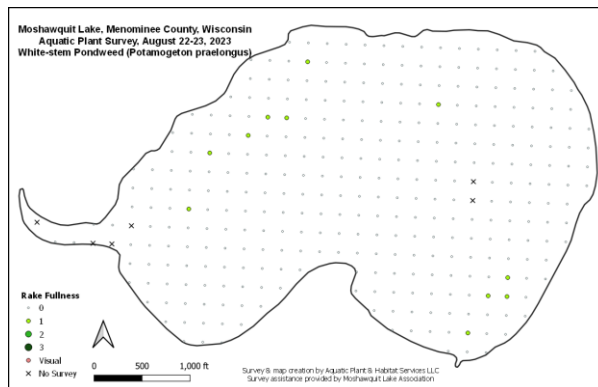 Moshawquit Lake, Menominee County, Wisconsin
Aquatic Plant Survey, August 22-23, 2023
White-stem Pondweed (Potamogeton praelongus)
Rake Fullness
0
1
2
3
Visual
No Survey
0 500 1,000 ft
Survey & map creation by Aquatic Plant & Habitat Services LLC
Survey assistance provided by Moshawquit Lake Association